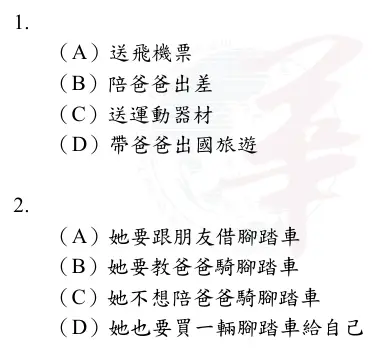 1.
（A）送飛機票
（B）陪爸爸出差
（C）送運動器材
（D）帶爸爸出國旅遊
2.
（A）她要跟朋友借腳踏車
（B）她要教爸爸騎腳踏車
（C）她不想陪爸爸騎腳踏車
（D）她也要買一輛腳踏車給自己